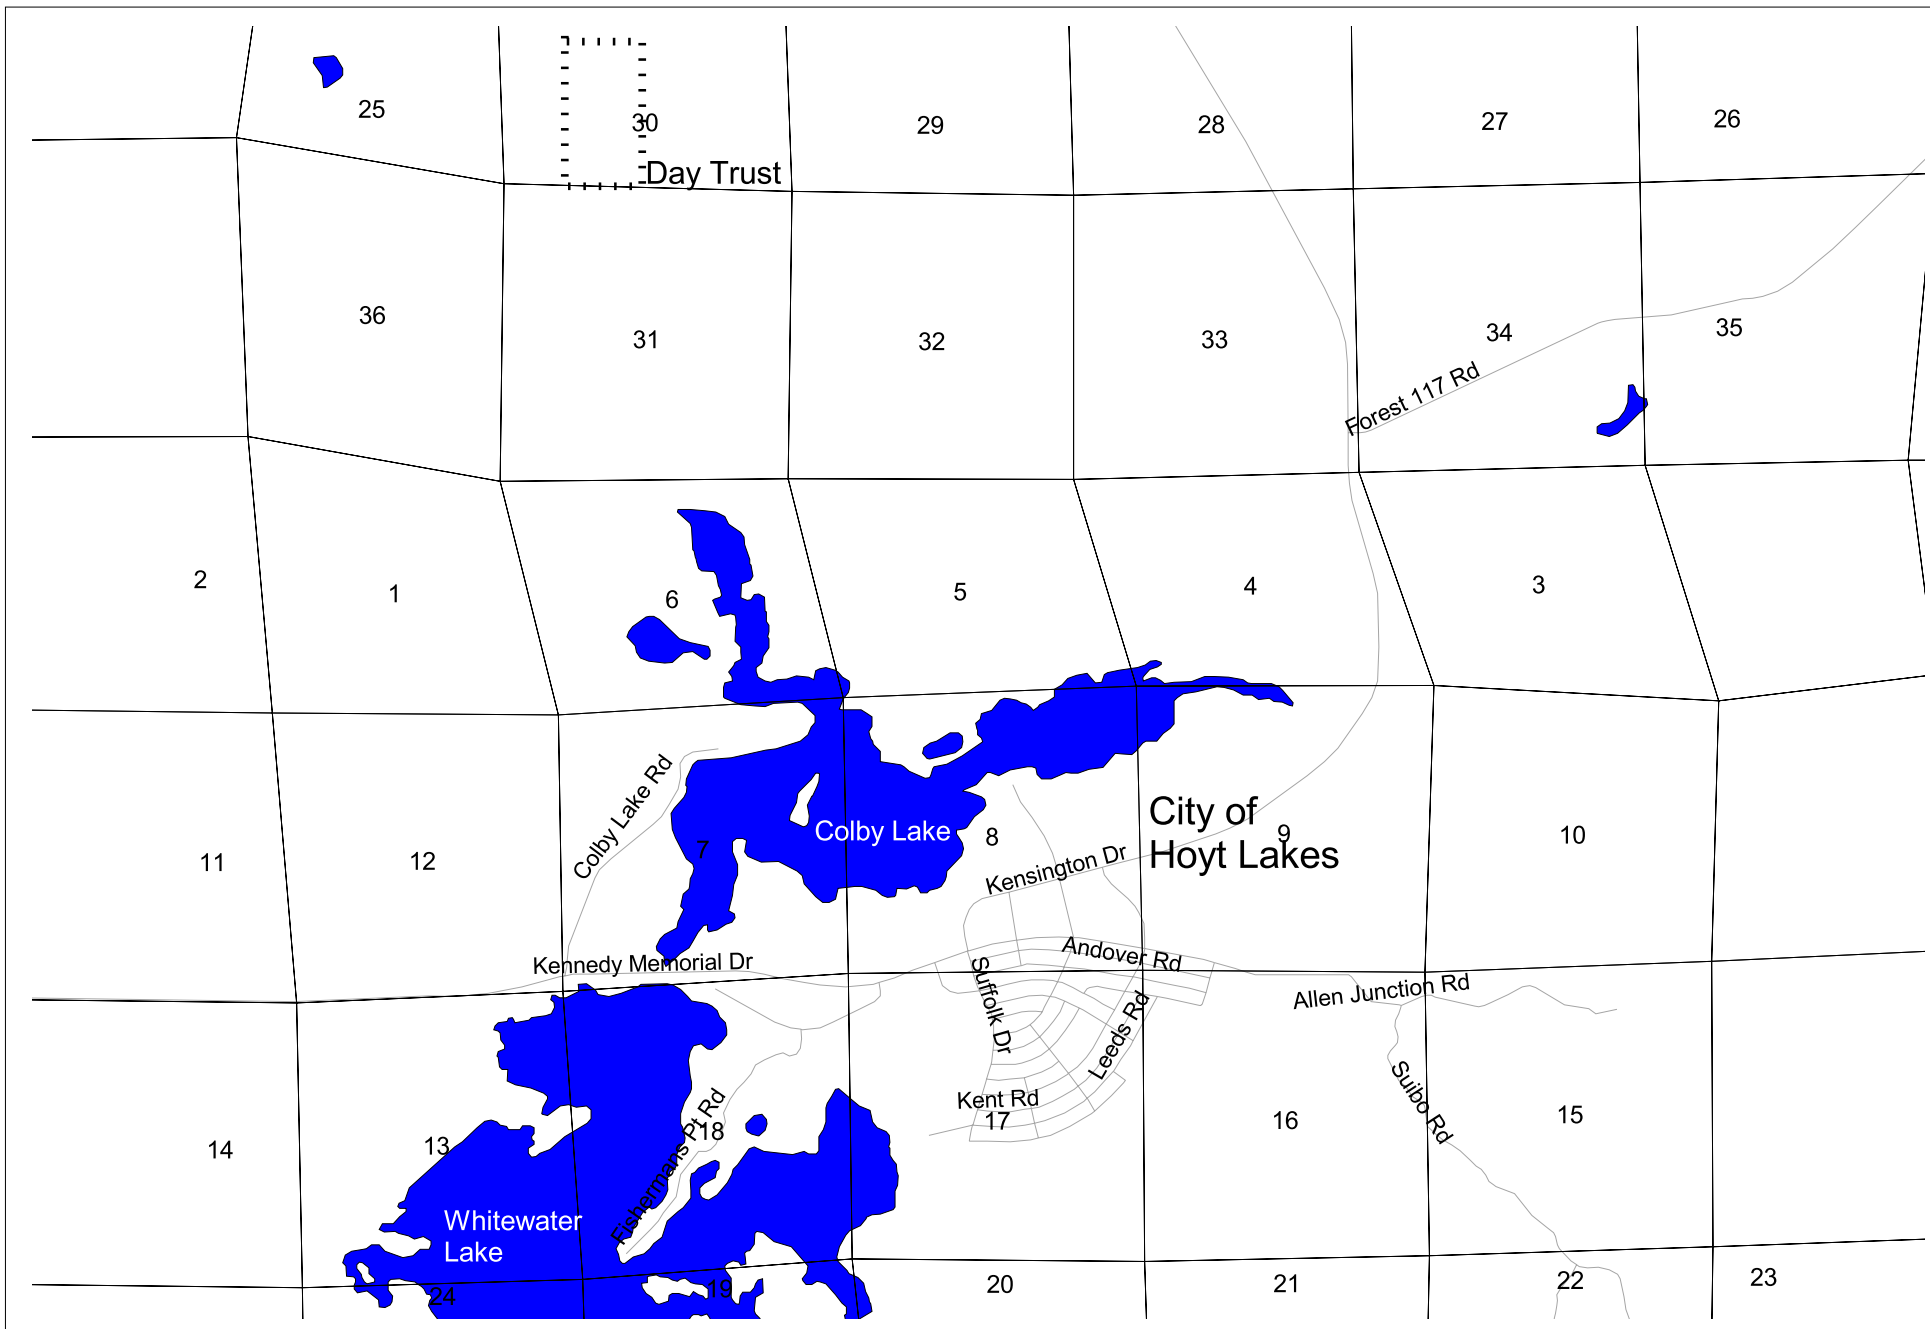 25
30
29
28
27
26
Day Trust
36
31
32
33
34
35
Forest 117 Rd
2
1
6
5
4
3
Colby Lake Rd
11
12
7
Colby Lake
8
City of
Hoyt Lakes
9
10
Kensington Dr
Kennedy Memorial Dr
Andover Rd
Suffolk Dr
Leeds Rd
Allen Junction Rd
Suibo Rd
Kent Rd
14
13
Fishermans Pt Rd
18
17
16
15
Whitewater
Lake
24
19
20
21
22
23